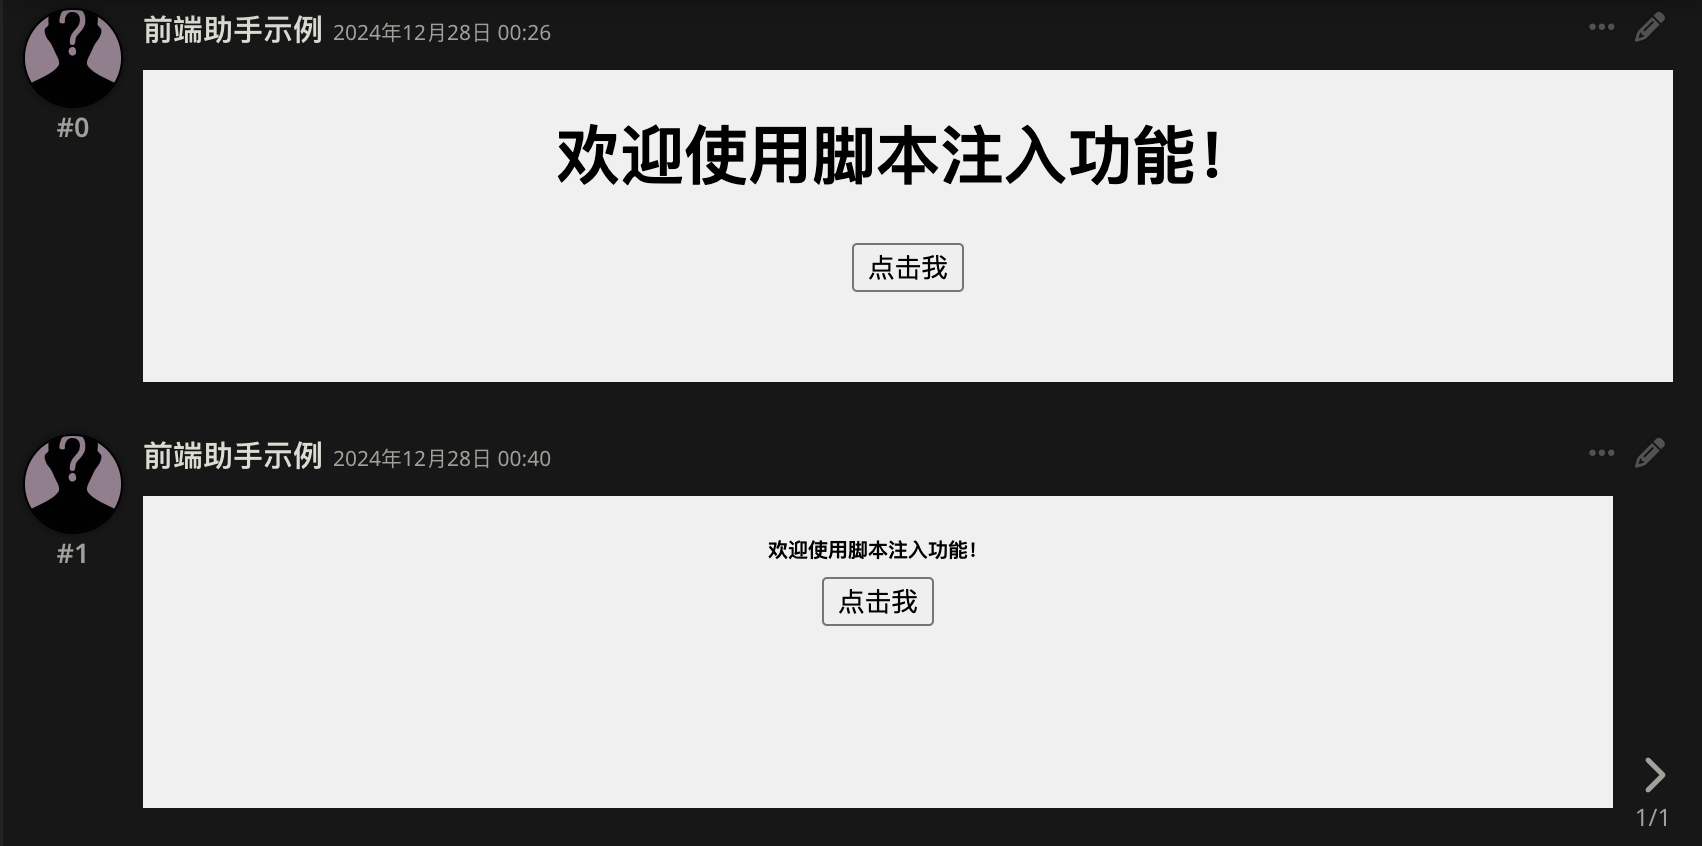 前端助手示例 2024年12月28日 00:26
#0
欢迎使用脚本注入功能！
点击我
前端助手示例 2024年12月28日 00:40
#1
欢迎使用脚本注入功能！
点击我
1/1